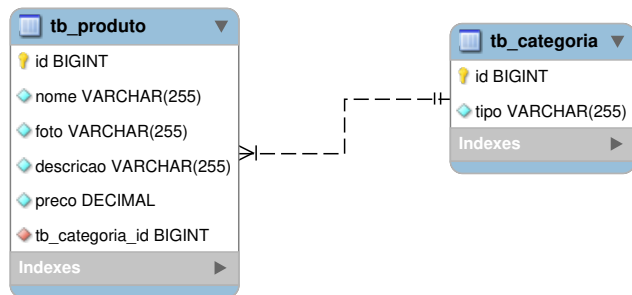 tb_produto
id BIGINT
nome VARCHAR(255)
foto VARCHAR(255)
descricao VARCHAR(255)
preco DECIMAL
tb_categoria_id BIGINT
Indexes
tb_categoria
id BIGINT
tipo VARCHAR(255)
Indexes